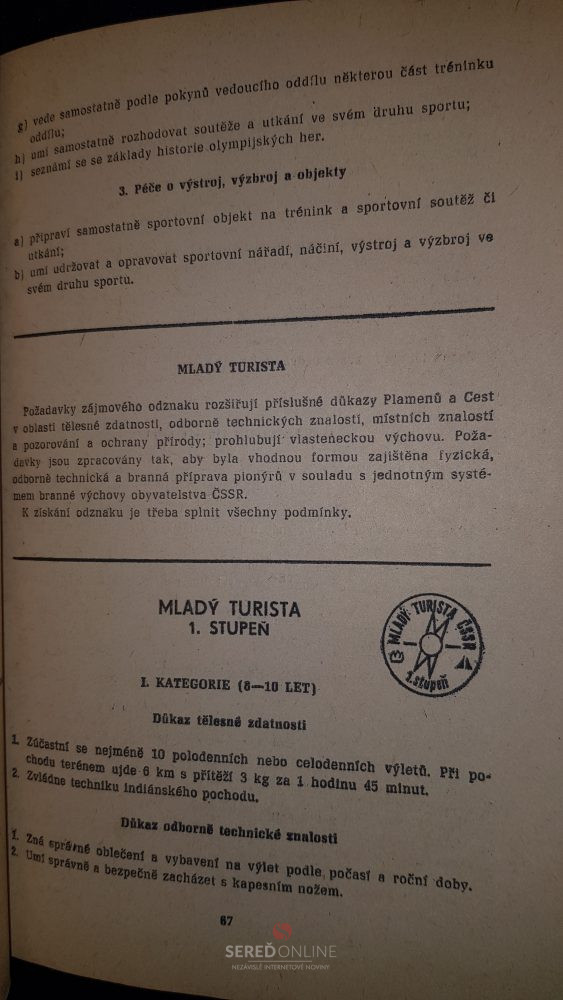 g) vede samostatně podle pokynů vedoucího oddílu některou část tréninku
oddílu;
h) umí samostatně rozhodovat soutěže a utkání ve svém druhu sportu;
i) seznámí se se základy historie olympijských her.
3. Péče o výstroj, výzbroj a objekty
a) připraví samostatně sportovní objekt na trénink a sportovní soutěž či
utkání;
b) umí udržovat a opravovat sportovní nářadí, náčiní, výstroj a výzbroj ve
svém druhu sportu.
MLADÝ TURISTA
Požadavky zájmového odznaku rozšiřují příslušné důkazy Plamenů a Cest
v oblasti tělesné zdatnosti, odborně technických znalostí, místních znalostí
a pozorování a ochrany přírody; prohlubují vlasteneckou výchovu. Poža-
davky jsou zpracovány tak, aby byla vhodnou formou zajištěna fyzická,
odborně technická a branná příprava pionýrů v souladu s jednotným systé-
mem branné výchovy obyvatelstva ČSSR.
K získání odznaku je třeba splnit všechny podmínky.
MLADÝ TURISTA
1. STUPEŇ
MLADÝ TURISTA ČSSR
1. stupeň
I. KATEGORIE (8—10 LET)
Důkaz tělesné zdatnosti
1. Zúčastní se nejméně 10 polodenních nebo celodenních výletů. Při po-
chodu terénem ujde 6 km s přítěží 3 kg za 1 hodinu 45 minut.
2. Zvládne techniku indiánského pochodu.
Důkaz odborně technické znalosti
1. Zná správné oblečení a vybavení na výlet podle počasí a roční doby.
2. Umí správně a bezpečně zacházet s kapesním nožem.
67
SEREĎONLINE
NEZÁVISLÉ INTERNETOVÉ NOVINY